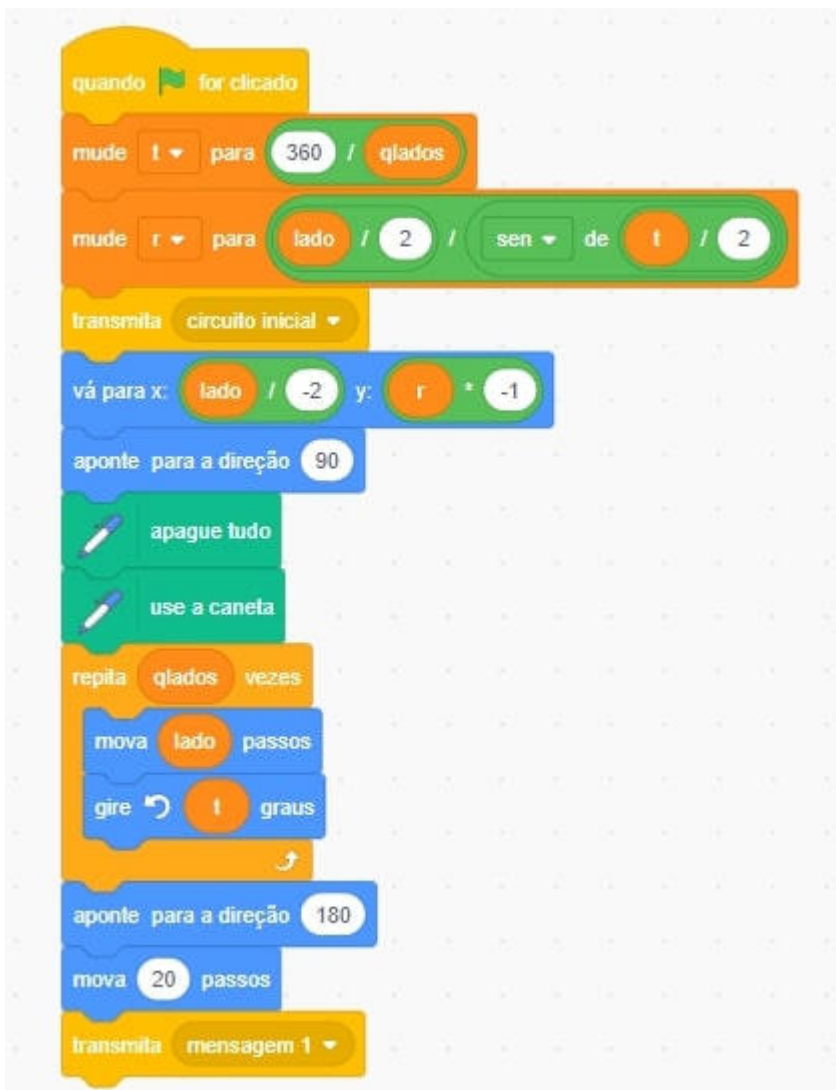 quando for clicado
mude t para 360 / qlados
mude r para lado / 2 / sen de t / 2
transmita circuito inicial
vá para x: lado / -2 y: r * -1
aponte para a direção 90
apague tudo
use a caneta
repita qlados vezes
mova lado passos
gire t graus
aponte para a direção 180
mova 20 passos
transmita mensagem 1